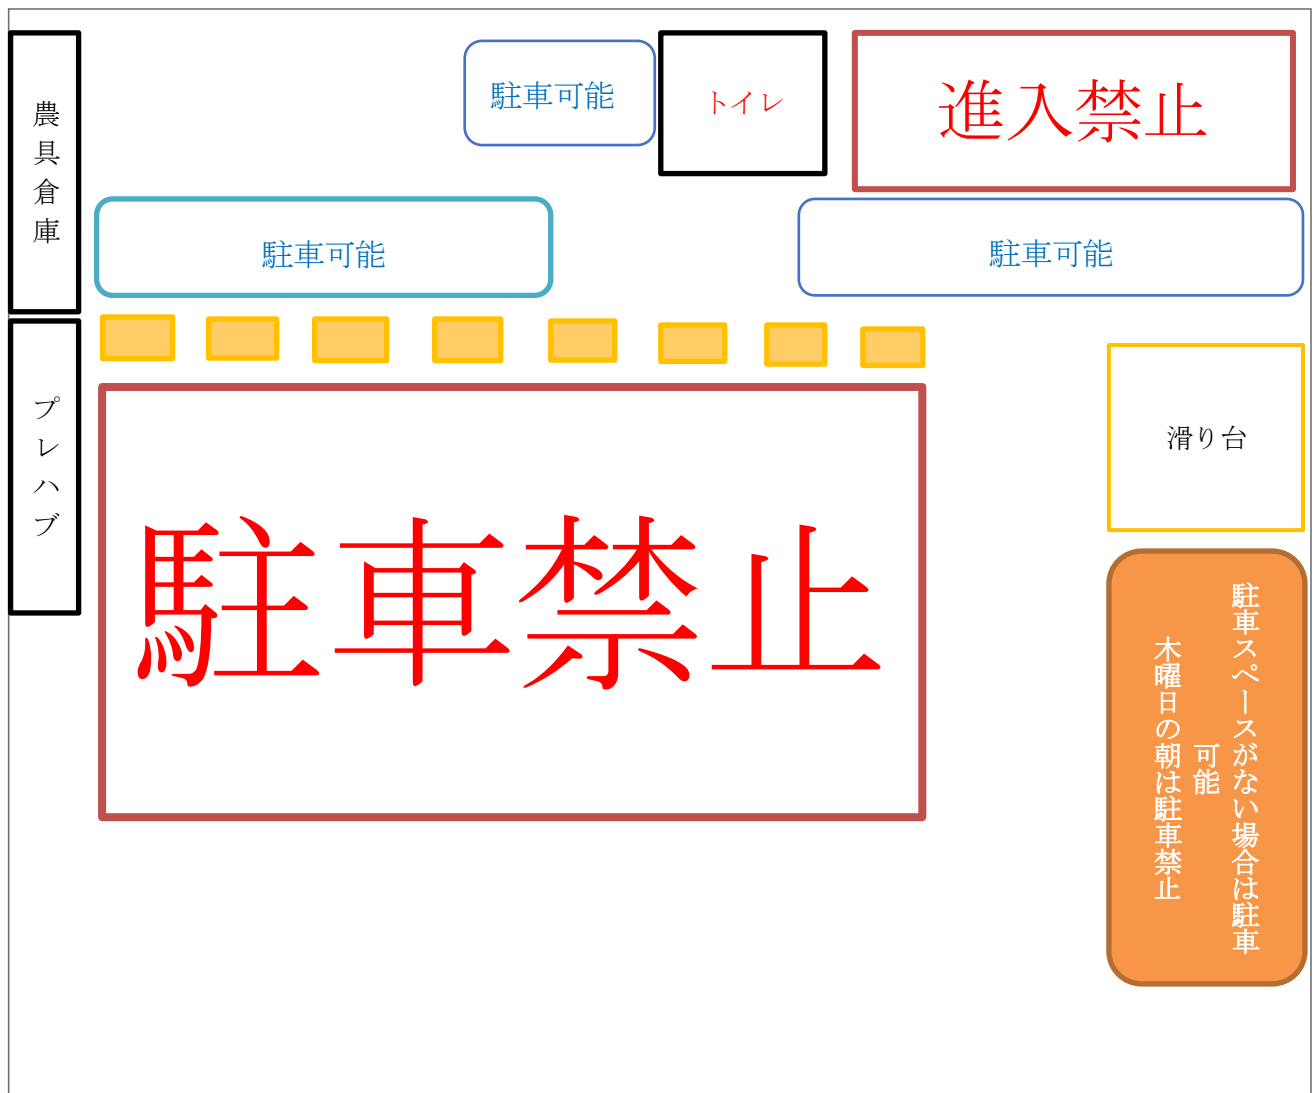 農具倉庫
駐車可能
トイレ
進入禁止
駐車可能
駐車可能
プレハブ
滑り台
駐車禁止
駐車スペースがない場合は駐車
可能
木曜日の朝は駐車禁止